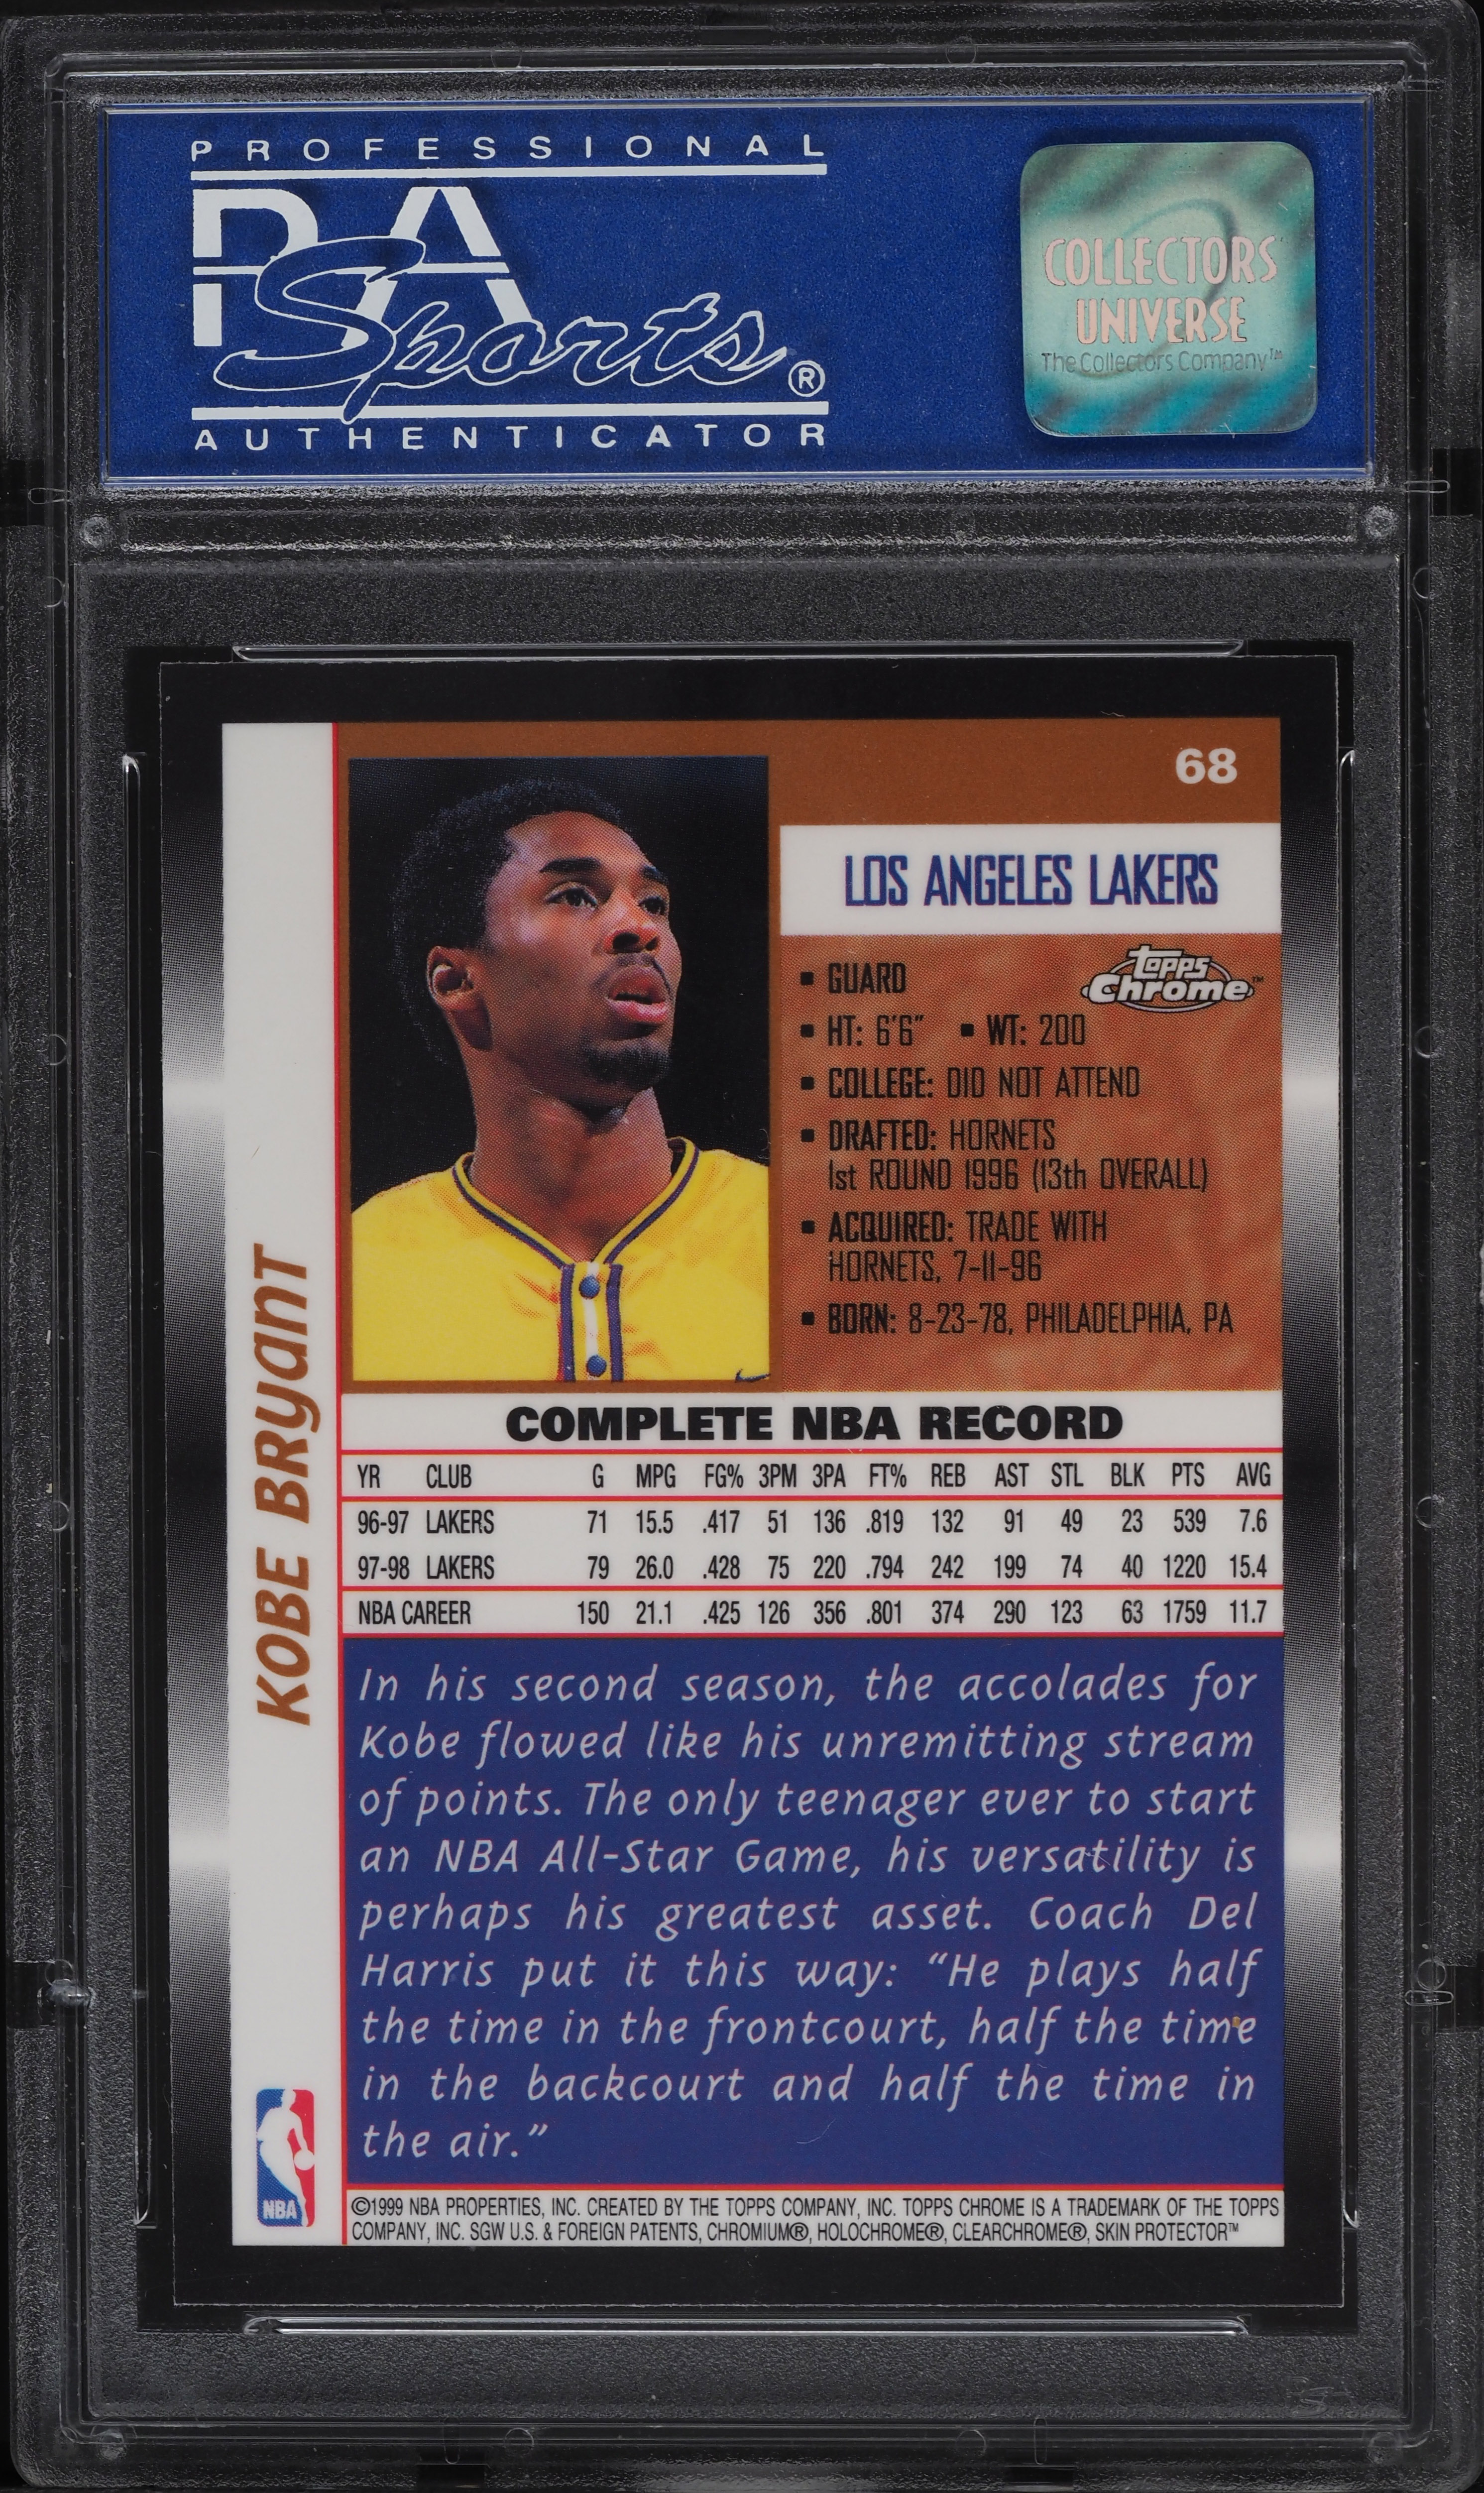 PROFESSIONAL
PSA
Sports®
AUTHENTICATOR
COLLECTORS
UNIVERSE
The Collectors Company™
68
LOS ANGELES LAKERS
Topps
Chrome™
▪ GUARD
▪ HT: 6'6" ▪ WT: 200
▪ COLLEGE: DID NOT ATTEND
▪ DRAFTED: HORNETS
1st ROUND 1996 (13th OVERALL)
▪ ACQUIRED: TRADE WITH
HORNETS, 7-11-96
▪ BORN: 8-23-78, PHILADELPHIA, PA
KOBE BRyanT
COMPLETE NBA RECORD
YR CLUB G MPG FG% 3PM 3PA FT% REB AST STL BLK PTS AVG
96-97 LAKERS 71 15.5 .417 51 136 .819 132 91 49 23 539 7.6
97-98 LAKERS 79 26.0 .428 75 220 .794 242 199 74 40 1220 15.4
NBA CAREER 150 21.1 .425 126 356 .801 374 290 123 63 1759 11.7
In his second season, the accolades for
Kobe flowed like his unremitting stream
of points. The only teenager ever to start
an NBA All-Star Game, his versatility is
perhaps his greatest asset. Coach Del
Harris put it this way: “He plays half
the time in the frontcourt, half the time
in the backcourt and half the time in
the air.”
NBA
©1999 NBA PROPERTIES, INC. CREATED BY THE TOPPS COMPANY, INC. TOPPS CHROME IS A TRADEMARK OF THE TOPPS
COMPANY, INC. SGW U.S. & FOREIGN PATENTS, CHROMIUM®, HOLOCHROME®, CLEARCHROME®, SKIN PROTECTOR™